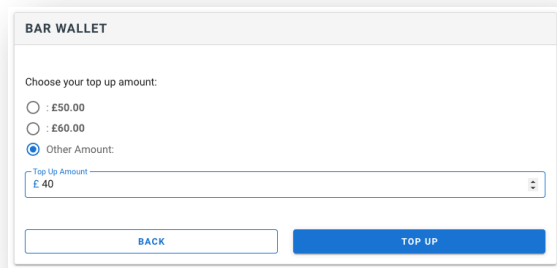 BAR WALLET
Choose your top up amount:
: £50.00
: £60.00
Other Amount:
Top Up Amount
£ 40
BACK
TOP UP